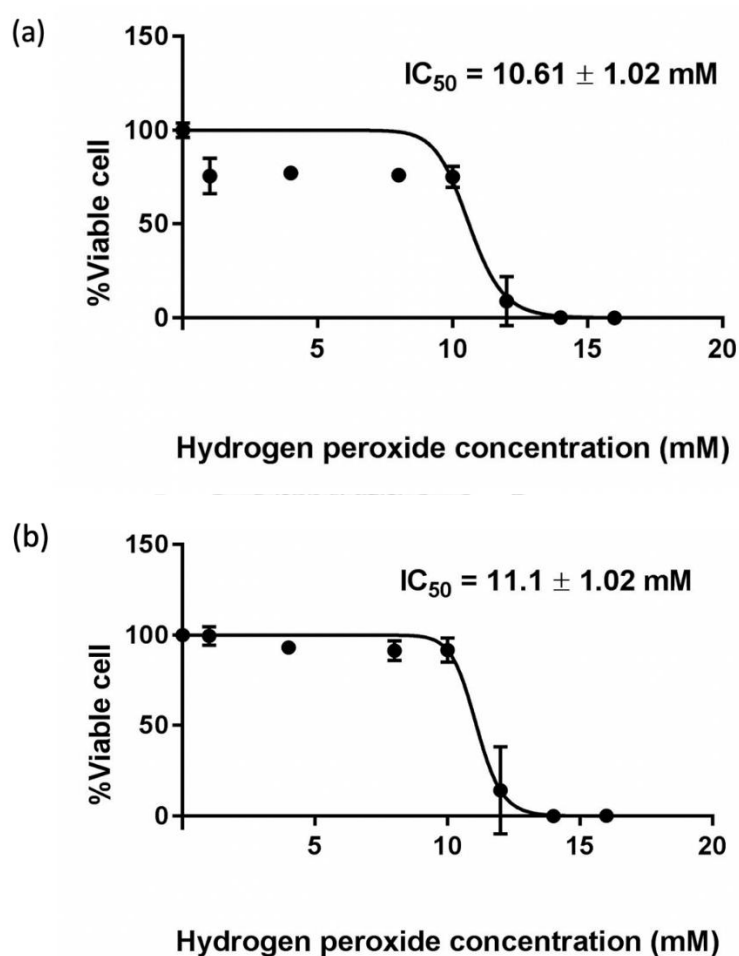 (a)
150
IC50 = 10.61 ± 1.02 mM
100
%Viable cell
50
0
5
10
15
20
Hydrogen peroxide concentration (mM)
(b)
150
IC50 = 11.1 ± 1.02 mM
100
%Viable cell
50
0
5
10
15
20
Hydrogen peroxide concentration (mM)